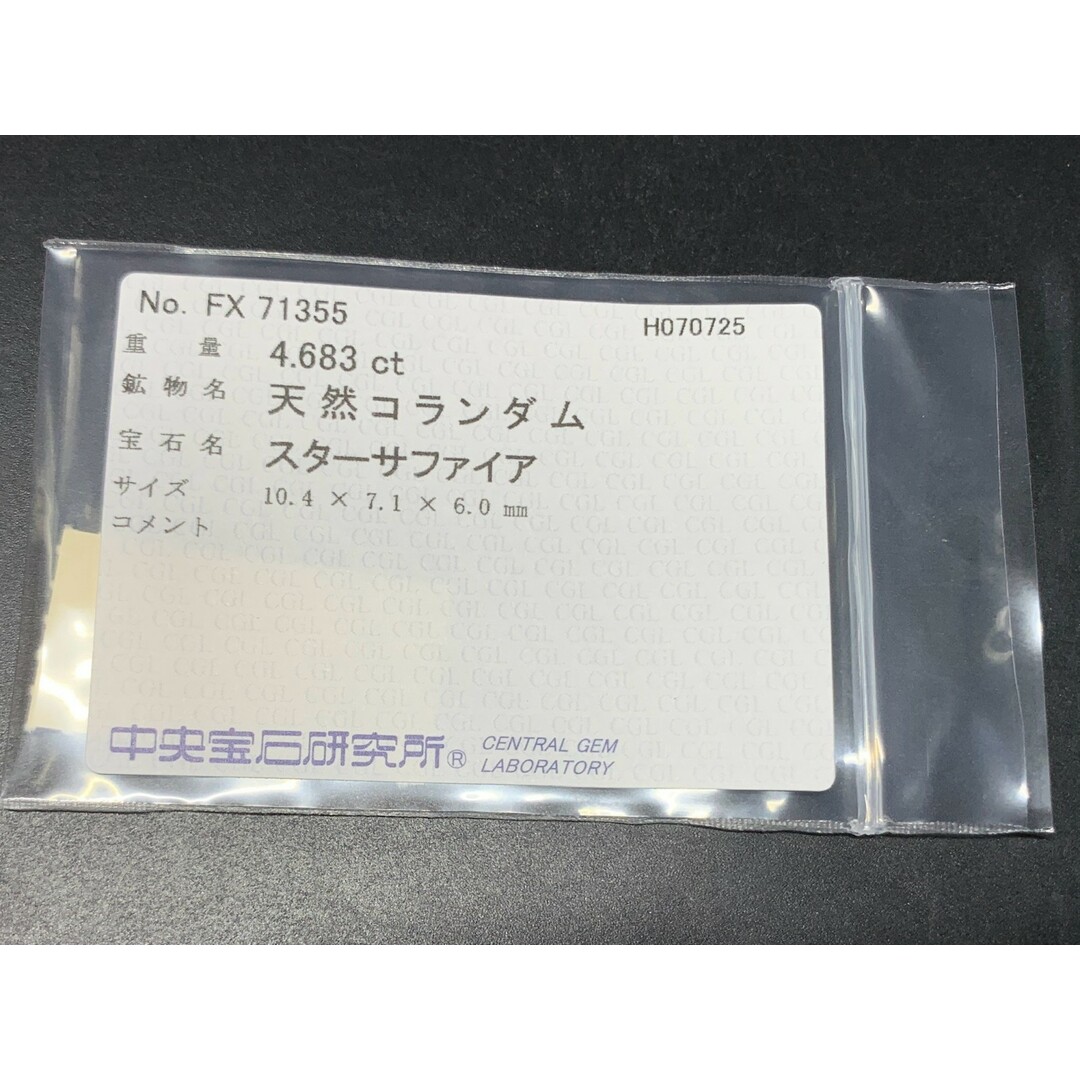 No. FX 71355 H070725
重量 4.683 ct
鉱物名 天然コランダム
宝石名 スターサファイア
サイズ 10.4 × 7.1 × 6.0 mm
コメント
中央宝石研究所® CENTRAL GEM
LABORATORY